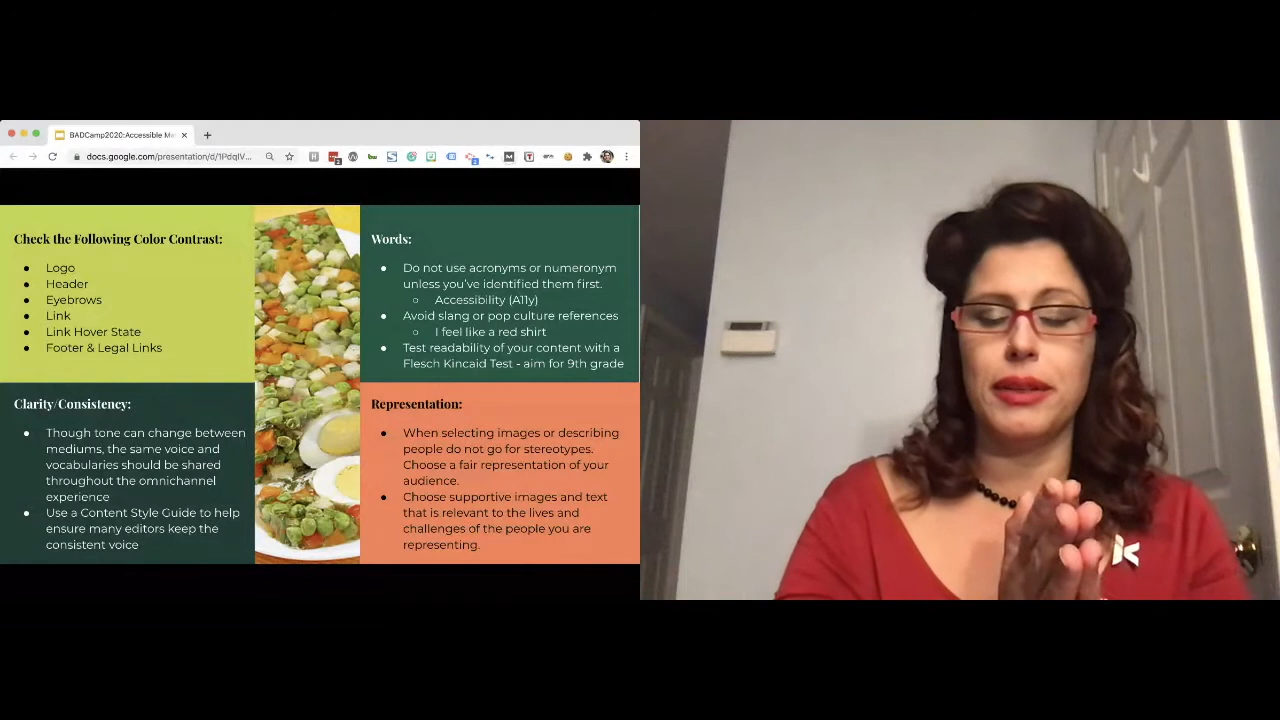 BADCamp2020:Accessible Me
docs.google.com/presentation/d/1PdqlV...
Check the Following Color Contrast:
● Logo
● Header
● Eyebrows
● Link
● Link Hover State
● Footer & Legal Links
Words:
● Do not use acronyms or numeronym
unless you've identified them first.
○ Accessibility (A11y)
● Avoid slang or pop culture references
○ I feel like a red shirt
● Test readability of your content with a
Flesch Kincaid Test - aim for 9th grade
Clarity/Consistency:
● Though tone can change between
mediums, the same voice and
vocabularies should be shared
throughout the omnichannel
experience
● Use a Content Style Guide to help
ensure many editors keep the
consistent voice
Representation:
● When selecting images or describing
people do not go for stereotypes.
Choose a fair representation of your
audience.
● Choose supportive images and text
that is relevant to the lives and
challenges of the people you are
representing.